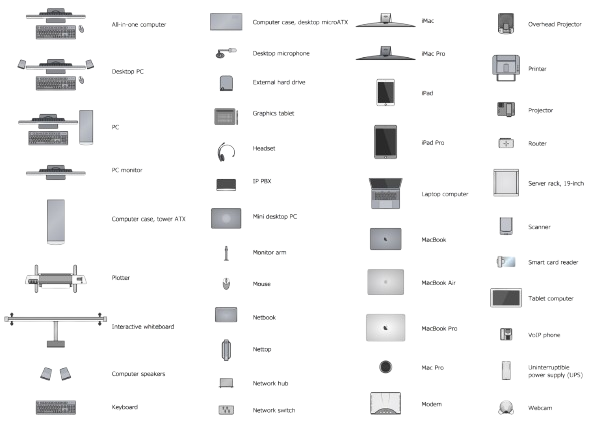 All-in-one computer
Desktop PC
PC
PC monitor
Computer case, tower ATX
Plotter
Interactive whiteboard
Computer speakers
Keyboard
Computer case, desktop microATX
Desktop microphone
External hard drive
Graphics tablet
Headset
IP PBX
Mini desktop PC
Monitor arm
Mouse
Netbook
Nettop
Network hub
Network switch
iMac
iMac Pro
iPad
iPad Pro
Laptop computer
MacBook
MacBook Air
MacBook Pro
Mac Pro
Modem
Overhead Projector
Printer
Projector
Router
Server rack, 19-inch
Scanner
Smart card reader
Tablet computer
VoIP phone
Uninterruptible
power supply (UPS)
Webcam